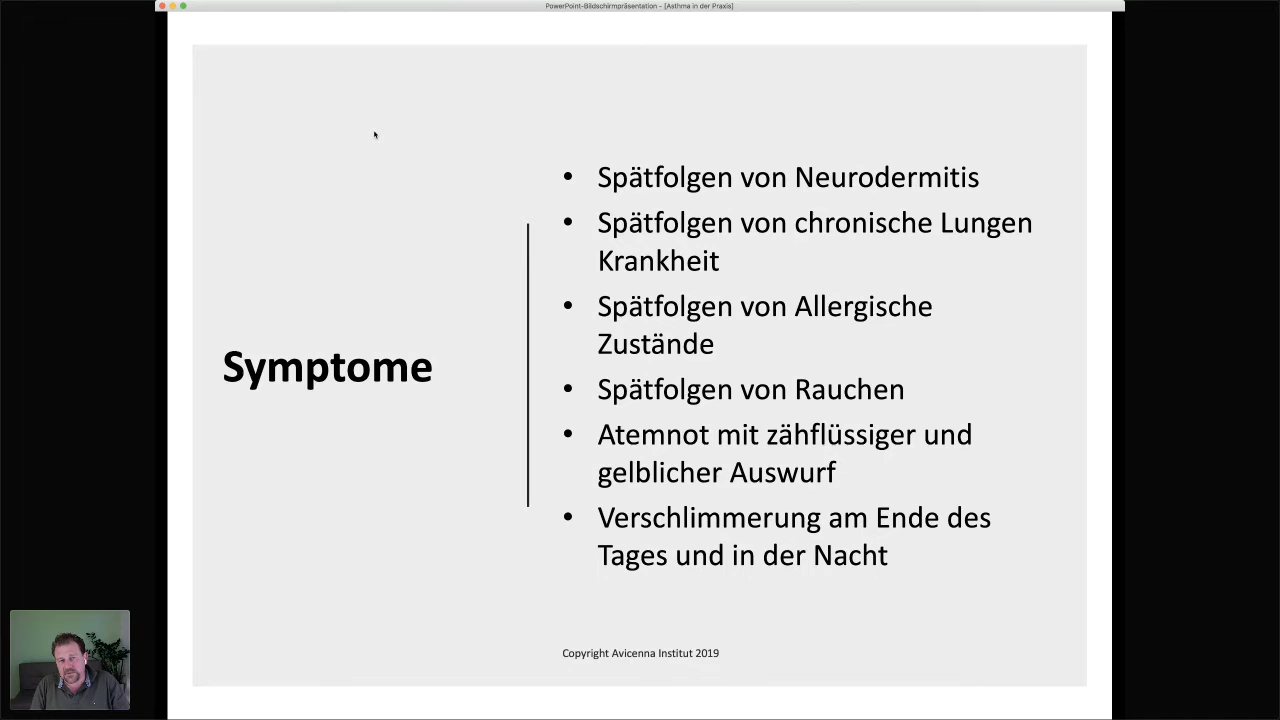 PowerPoint-Bildschirmpräsentation - [Asthma in der Praxis]
Symptome
• Spätfolgen von Neurodermitis
• Spätfolgen von chronische Lungen
Krankheit
• Spätfolgen von Allergische
Zustände
• Spätfolgen von Rauchen
• Atemnot mit zähflüssiger und
gelblicher Auswurf
• Verschlimmerung am Ende des
Tages und in der Nacht
Copyright Avicenna Institut 2019